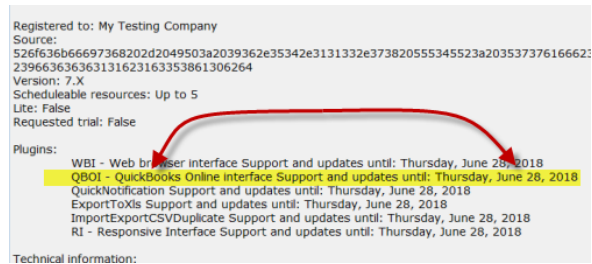 Registered to: My Testing Company
Source:
526f636b66697368202d2049503a2039362e35342e3131332e373820555345523a203537376166623
239663636363131623163353861306264
Version: 7.X
Scheduleable resources: Up to 5
Lite: False
Requested trial: False
Plugins:
WBI - Web browser interface Support and updates until: Thursday, June 28, 2018
QBOI - QuickBooks Online interface Support and updates until: Thursday, June 28, 2018
QuickNotification Support and updates until: Thursday, June 28, 2018
ExportToXls Support and updates until: Thursday, June 28, 2018
ImportExportCSVDuplicate Support and updates until: Thursday, June 28, 2018
RI - Responsive Interface Support and updates until: Thursday, June 28, 2018
Technical information: